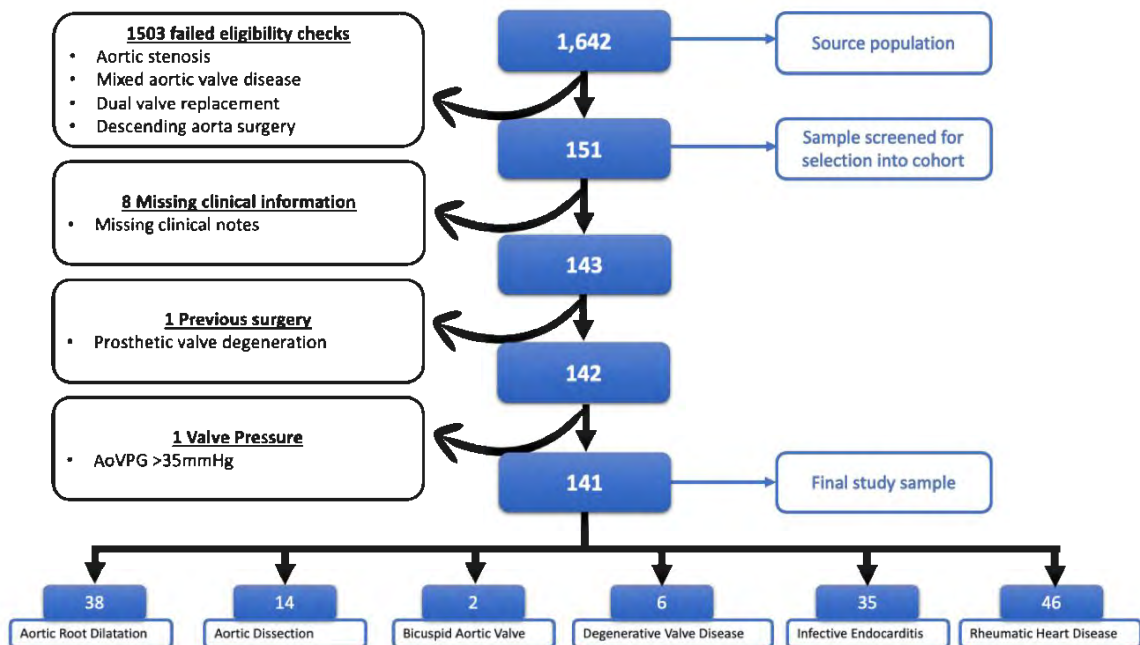 1503 failed eligibility checks
• Aortic stenosis
• Mixed aortic valve disease
• Dual valve replacement
• Descending aorta surgery
1,642
Source population
151
Sample screened for
selection into cohort
8 Missing clinical information
• Missing clinical notes
143
1 Previous surgery
• Prosthetic valve degeneration
142
1 Valve Pressure
• AoVPG >35mmHg
141
Final study sample
38
Aortic Root Dilatation
14
Aortic Dissection
2
Bicuspid Aortic Valve
6
Degenerative Valve Disease
35
Infective Endocarditis
46
Rheumatic Heart Disease